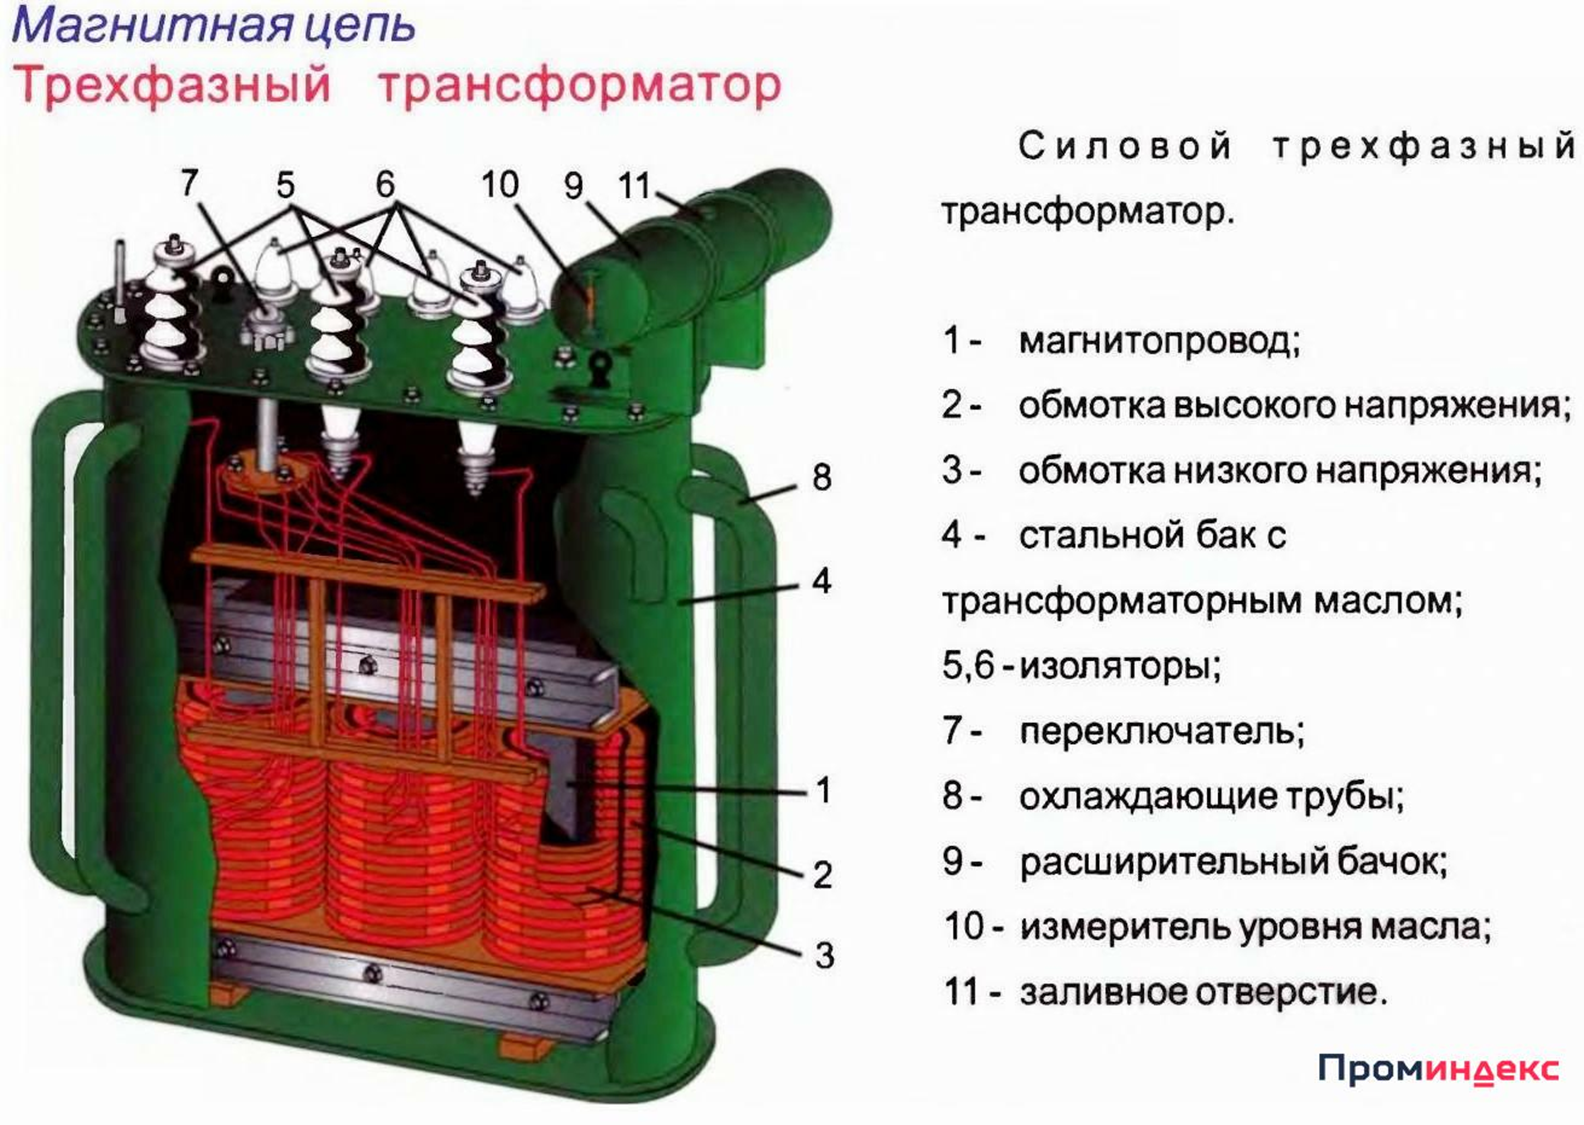 Магнитная цепь
Трехфазный трансформатор
7 5 6 10 9 11
8
4
1
2
3
Силовой трехфазный
трансформатор.
1 - магнитопровод;
2 - обмотка высокого напряжения;
3 - обмотка низкого напряжения;
4 - стальной бак с
трансформаторным маслом;
5,6 - изоляторы;
7 - переключатель;
8 - охлаждающие трубы;
9 - расширительный бачок;
10 - измеритель уровня масла;
11 - заливное отверстие.
Проминдекс